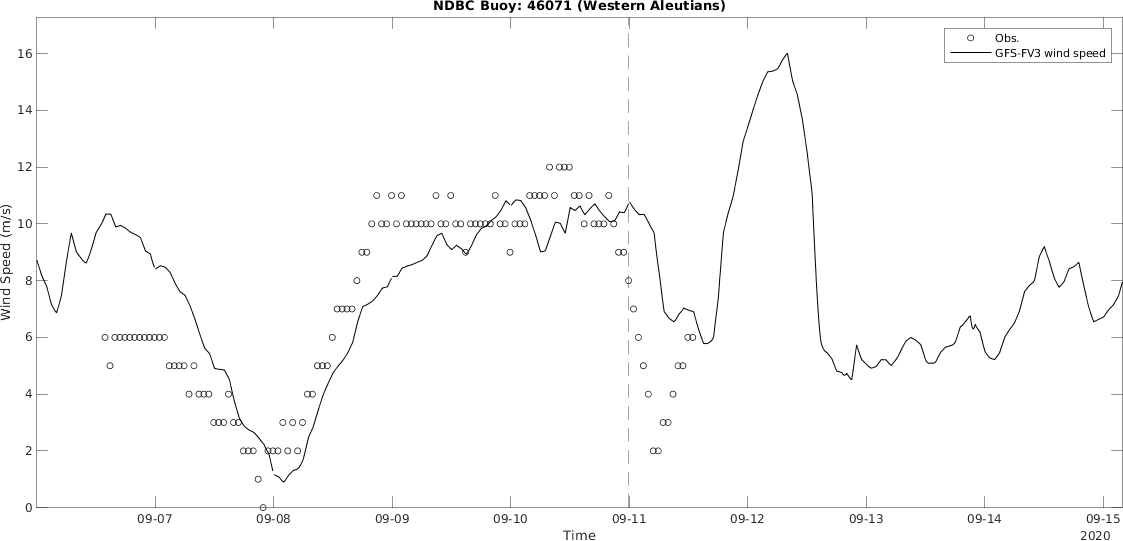 NDBC Buoy: 46071 (Western Aleutians)
Obs.
GFS-FV3 wind speed
Wind Speed (m/s)
16
14
12
10
8
6
4
2
0
09-07 09-08 09-09 09-10 09-11 09-12 09-13 09-14 09-15
Time
2020